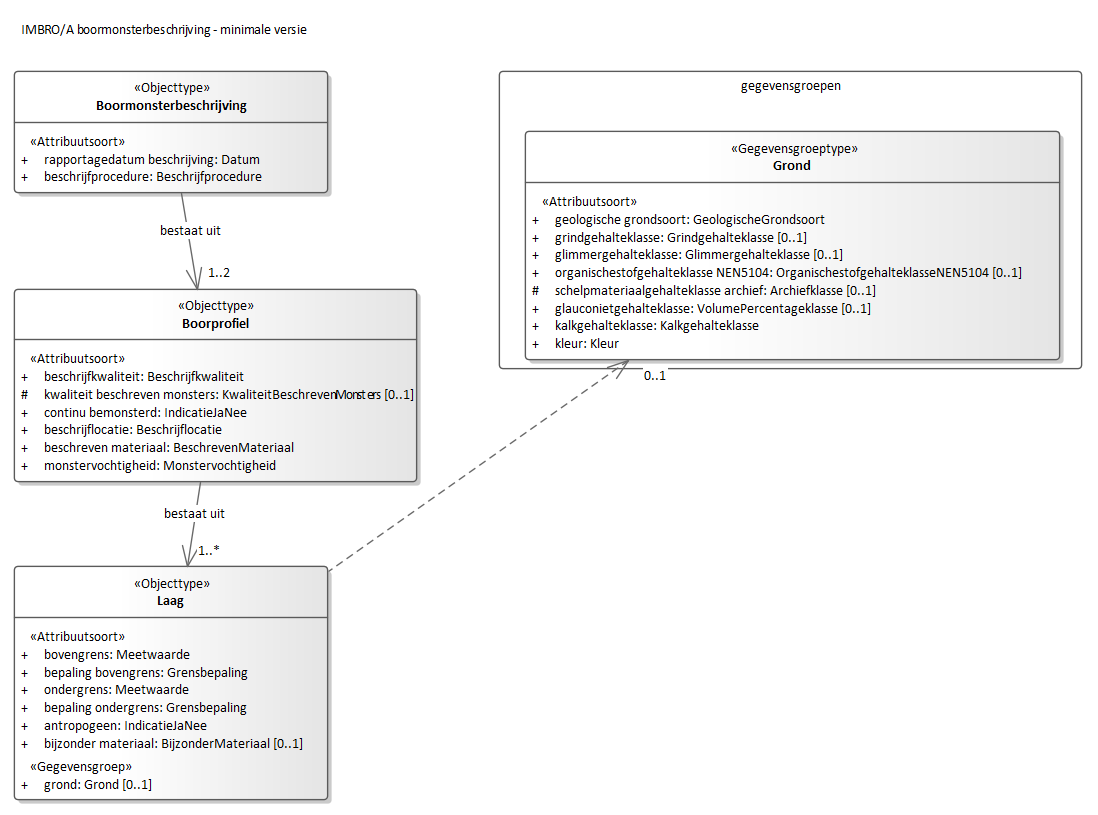 IMBRO/A boormonsterbeschrijving - minimale versie
«Objecttype»
Boormonsterbeschrijving
«Attribuutsoort»
+ rapportagedatum beschrijving: Datum
+ beschrijfprocedure: Beschrijfprocedure
bestaat uit
1..2
«Objecttype»
Boorprofiel
«Attribuutsoort»
+ beschrijfkwaliteit: Beschrijfkwaliteit
# kwaliteit beschreven monsters: KwaliteitBeschrevenMonsters [0..1]
+ continu bemonsterd: IndicatieJaNee
+ beschrijflocatie: Beschrijflocatie
+ beschreven materiaal: BeschrevenMateriaal
+ monstervochtigheid: Monstervochtigheid
bestaat uit
1..*
«Objecttype»
Laag
«Attribuutsoort»
+ bovengrens: Meetwaarde
+ bepaling bovengrens: Grensbepaling
+ ondergrens: Meetwaarde
+ bepaling ondergrens: Grensbepaling
+ antropogeen: IndicatieJaNee
+ bijzonder materiaal: BijzonderMateriaal [0..1]
«Gegevensgroep»
+ grond: Grond [0..1]
gegevensgroepen
«Gegevensgroeptype»
Grond
«Attribuutsoort»
+ geologische grondsoort: GeologischeGrondsoort
+ grindgehalteklasse: Grindgehalteklasse [0..1]
+ glimmergehalteklasse: Glimmergehalteklasse [0..1]
+ organischestofgehalteklasse NEN5104: OrganischestofgehalteklasseNEN5104 [0..1]
# schelpmateriaalgehalteklasse archief: Archiefklasse [0..1]
+ glauconietgehalteklasse: VolumePercentageklasse [0..1]
+ kalkgehalteklasse: Kalkgehalteklasse
+ kleur: Kleur
0..1